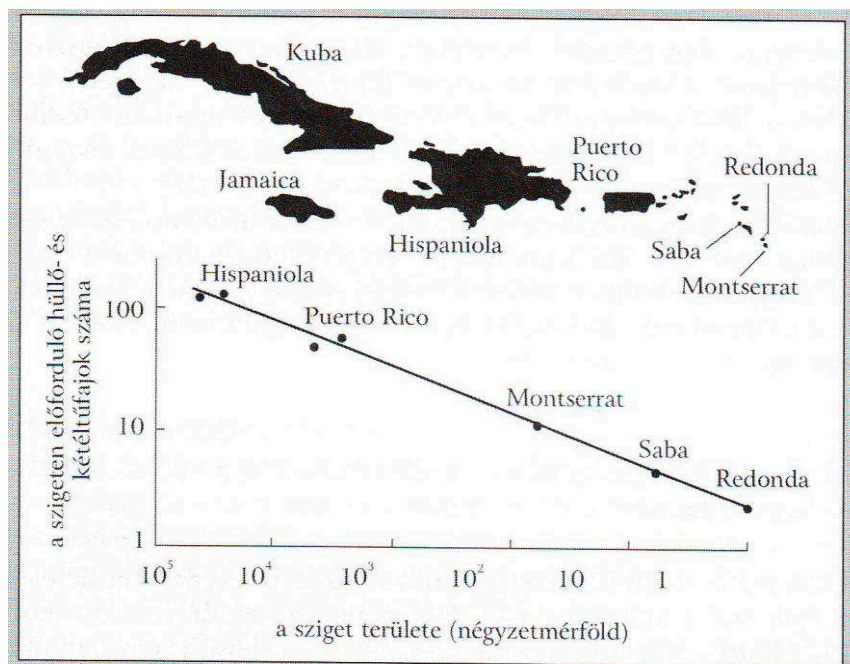 Kuba
Puerto
Rico
Redonda
Jamaica
Hispaniola
Saba
Montserrat
a szigeten előforduló hüllő- és
kétéltűfajok száma
100
10
1
Hispaniola
Puerto Rico
Montserrat
Saba
Redonda
10⁵ 10⁴ 10³ 10² 10 1
a sziget területe (négyzetmérföld)